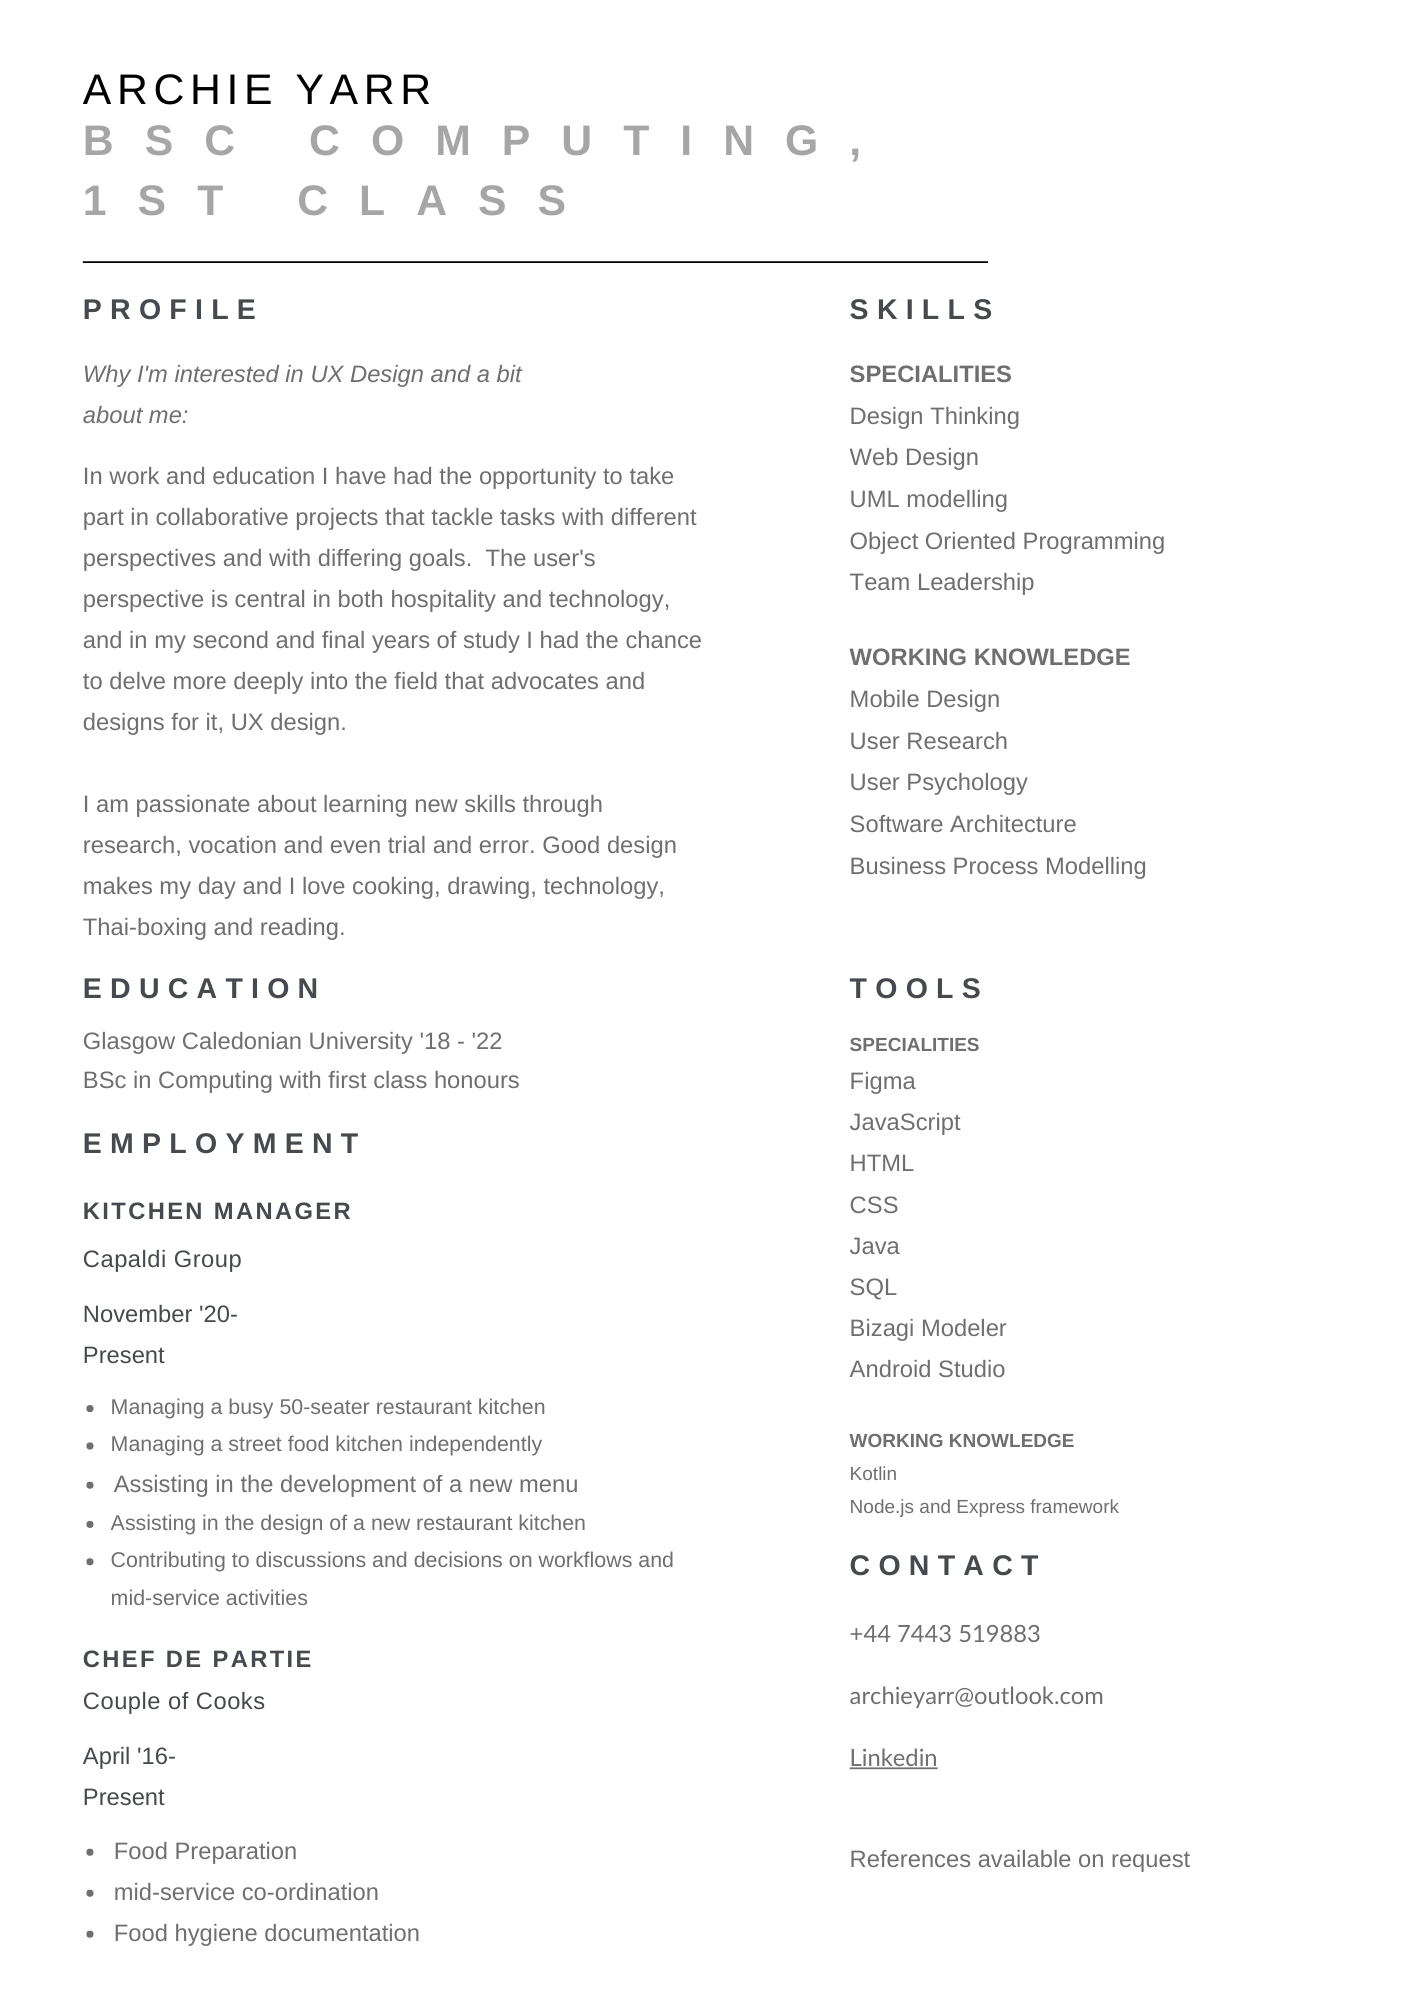 ARCHIE YARR
BSC COMPUTING,
1ST CLASS
PROFILE
Why I'm interested in UX Design and a bit
about me:
In work and education I have had the opportunity to take
part in collaborative projects that tackle tasks with different
perspectives and with differing goals.  The user's
perspective is central in both hospitality and technology,
and in my second and final years of study I had the chance
to delve more deeply into the field that advocates and
designs for it, UX design.
I am passionate about learning new skills through
research, vocation and even trial and error. Good design
makes my day and I love cooking, drawing, technology,
Thai-boxing and reading.
EDUCATION
Glasgow Caledonian University '18 - '22
BSc in Computing with first class honours
EMPLOYMENT
KITCHEN MANAGER
Capaldi Group
November '20-
Present
• Managing a busy 50-seater restaurant kitchen
• Managing a street food kitchen independently
• Assisting in the development of a new menu
• Assisting in the design of a new restaurant kitchen
• Contributing to discussions and decisions on workflows and
mid-service activities
CHEF DE PARTIE
Couple of Cooks
April '16-
Present
• Food Preparation
• mid-service co-ordination
• Food hygiene documentation
SKILLS
SPECIALITIES
Design Thinking
Web Design
UML modelling
Object Oriented Programming
Team Leadership
WORKING KNOWLEDGE
Mobile Design
User Research
User Psychology
Software Architecture
Business Process Modelling
TOOLS
SPECIALITIES
Figma
JavaScript
HTML
CSS
Java
SQL
Bizagi Modeler
Android Studio
WORKING KNOWLEDGE
Kotlin
Node.js and Express framework
CONTACT
+44 7443 519883
archieyarr@outlook.com
Linkedin
References available on request